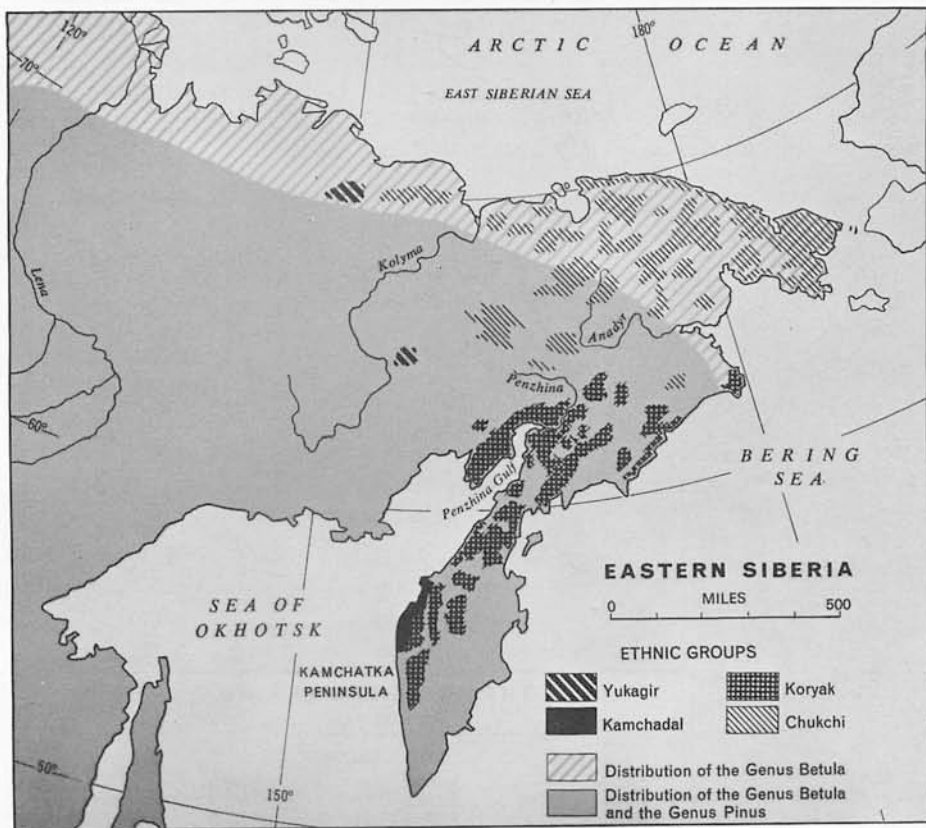 120°
70°
ARCTIC OCEAN
180°
EAST SIBERIAN SEA
Kolyma
Lena
Anadyr
Penzhina
60°
BERING
SEA
Penzhina Gulf
EASTERN SIBERIA
MILES
0 500
SEA OF
OKHOTSK
KAMCHATKA
PENINSULA
ETHNIC GROUPS
Yukagir
Koryak
Kamchadal
Chukchi
Distribution of the Genus Betula
Distribution of the Genus Betula
and the Genus Pinus
50°
150°